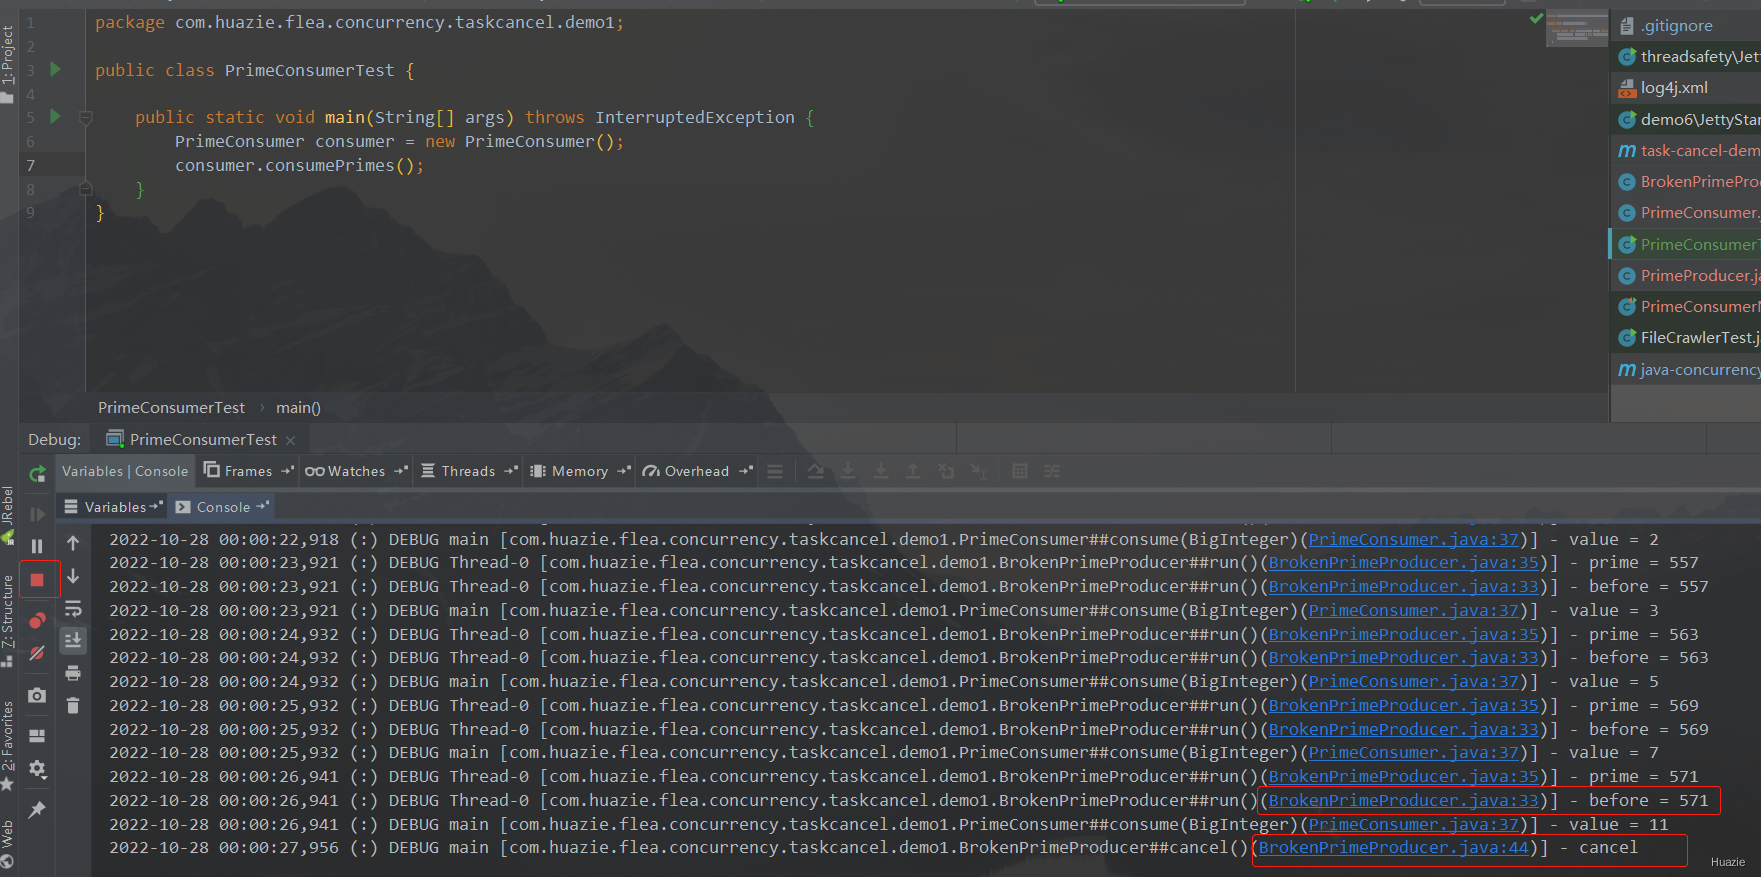 1 package com.huazie.flea.concurrency.taskcancel.demo1;
2
3 public class PrimeConsumerTest {
4
5 public static void main(String[] args) throws InterruptedException {
6 PrimeConsumer consumer = new PrimeConsumer();
7 consumer.consumePrimes();
8 }
9 }
1: Project
JRebel
Z: Structure
2: Favorites
Web
.gitignore
threadsafety\Jet
log4j.xml
demo6\JettyStar
task-cancel-dem
BrokenPrimePro
PrimeConsumer.
PrimeConsumerT
PrimeProducer.ja
PrimeConsumer
FileCrawlerTest.ja
java-concurrency
PrimeConsumerTest › main()
Debug: PrimeConsumerTest ×
Variables | Console Frames Watches Threads Memory Overhead
Variables Console
2022-10-28 00:00:22,918 (:) DEBUG main [com.huazie.flea.concurrency.taskcancel.demo1.PrimeConsumer##consume(BigInteger)(PrimeConsumer.java:37)] - value = 2
2022-10-28 00:00:23,921 (:) DEBUG Thread-0 [com.huazie.flea.concurrency.taskcancel.demo1.BrokenPrimeProducer##run()(BrokenPrimeProducer.java:35)] - prime = 557
2022-10-28 00:00:23,921 (:) DEBUG Thread-0 [com.huazie.flea.concurrency.taskcancel.demo1.BrokenPrimeProducer##run()(BrokenPrimeProducer.java:33)] - before = 557
2022-10-28 00:00:23,921 (:) DEBUG main [com.huazie.flea.concurrency.taskcancel.demo1.PrimeConsumer##consume(BigInteger)(PrimeConsumer.java:37)] - value = 3
2022-10-28 00:00:24,932 (:) DEBUG Thread-0 [com.huazie.flea.concurrency.taskcancel.demo1.BrokenPrimeProducer##run()(BrokenPrimeProducer.java:35)] - prime = 563
2022-10-28 00:00:24,932 (:) DEBUG Thread-0 [com.huazie.flea.concurrency.taskcancel.demo1.BrokenPrimeProducer##run()(BrokenPrimeProducer.java:33)] - before = 563
2022-10-28 00:00:24,932 (:) DEBUG main [com.huazie.flea.concurrency.taskcancel.demo1.PrimeConsumer##consume(BigInteger)(PrimeConsumer.java:37)] - value = 5
2022-10-28 00:00:25,932 (:) DEBUG Thread-0 [com.huazie.flea.concurrency.taskcancel.demo1.BrokenPrimeProducer##run()(BrokenPrimeProducer.java:35)] - prime = 569
2022-10-28 00:00:25,932 (:) DEBUG Thread-0 [com.huazie.flea.concurrency.taskcancel.demo1.BrokenPrimeProducer##run()(BrokenPrimeProducer.java:33)] - before = 569
2022-10-28 00:00:25,932 (:) DEBUG main [com.huazie.flea.concurrency.taskcancel.demo1.PrimeConsumer##consume(BigInteger)(PrimeConsumer.java:37)] - value = 7
2022-10-28 00:00:26,941 (:) DEBUG Thread-0 [com.huazie.flea.concurrency.taskcancel.demo1.BrokenPrimeProducer##run()(BrokenPrimeProducer.java:35)] - prime = 571
2022-10-28 00:00:26,941 (:) DEBUG Thread-0 [com.huazie.flea.concurrency.taskcancel.demo1.BrokenPrimeProducer##run()(BrokenPrimeProducer.java:33)] - before = 571
2022-10-28 00:00:26,941 (:) DEBUG main [com.huazie.flea.concurrency.taskcancel.demo1.PrimeConsumer##consume(BigInteger)(PrimeConsumer.java:37)] - value = 11
2022-10-28 00:00:27,956 (:) DEBUG main [com.huazie.flea.concurrency.taskcancel.demo1.BrokenPrimeProducer##cancel()(BrokenPrimeProducer.java:44)] - cancel
Huazie